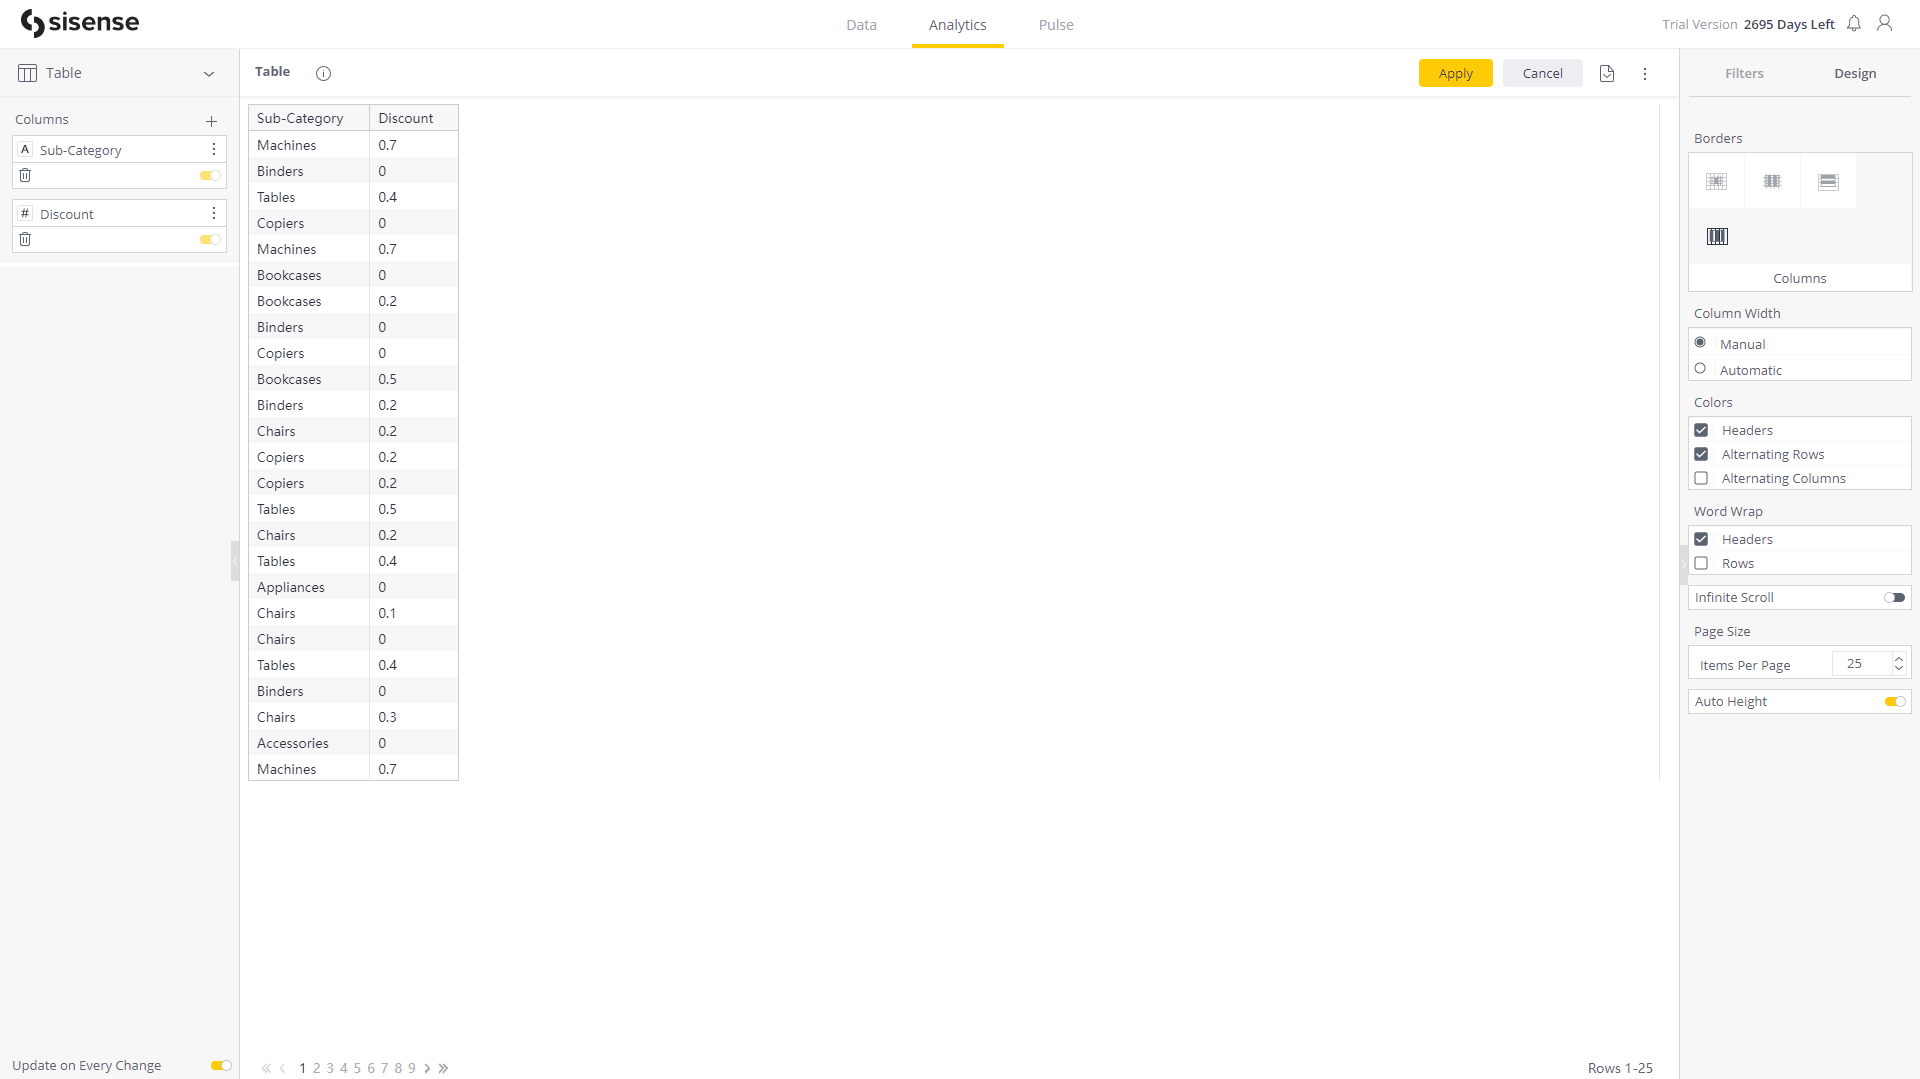 sisense
Data Analytics Pulse
Trial Version 2695 Days Left
Table
Columns
A Sub-Category
# Discount
Update on Every Change
Table
Apply Cancel
Sub-Category Discount
Machines 0.7
Binders 0
Tables 0.4
Copiers 0
Machines 0.7
Bookcases 0
Bookcases 0.2
Binders 0
Copiers 0
Bookcases 0.5
Binders 0.2
Chairs 0.2
Copiers 0.2
Copiers 0.2
Tables 0.5
Chairs 0.2
Tables 0.4
Appliances 0
Chairs 0.1
Chairs 0
Tables 0.4
Binders 0
Chairs 0.3
Accessories 0
Machines 0.7
1 2 3 4 5 6 7 8 9
Rows 1-25
Filters Design
Borders
Columns
Column Width
Manual
Automatic
Colors
Headers
Alternating Rows
Alternating Columns
Word Wrap
Headers
Rows
Infinite Scroll
Page Size
Items Per Page 25
Auto Height